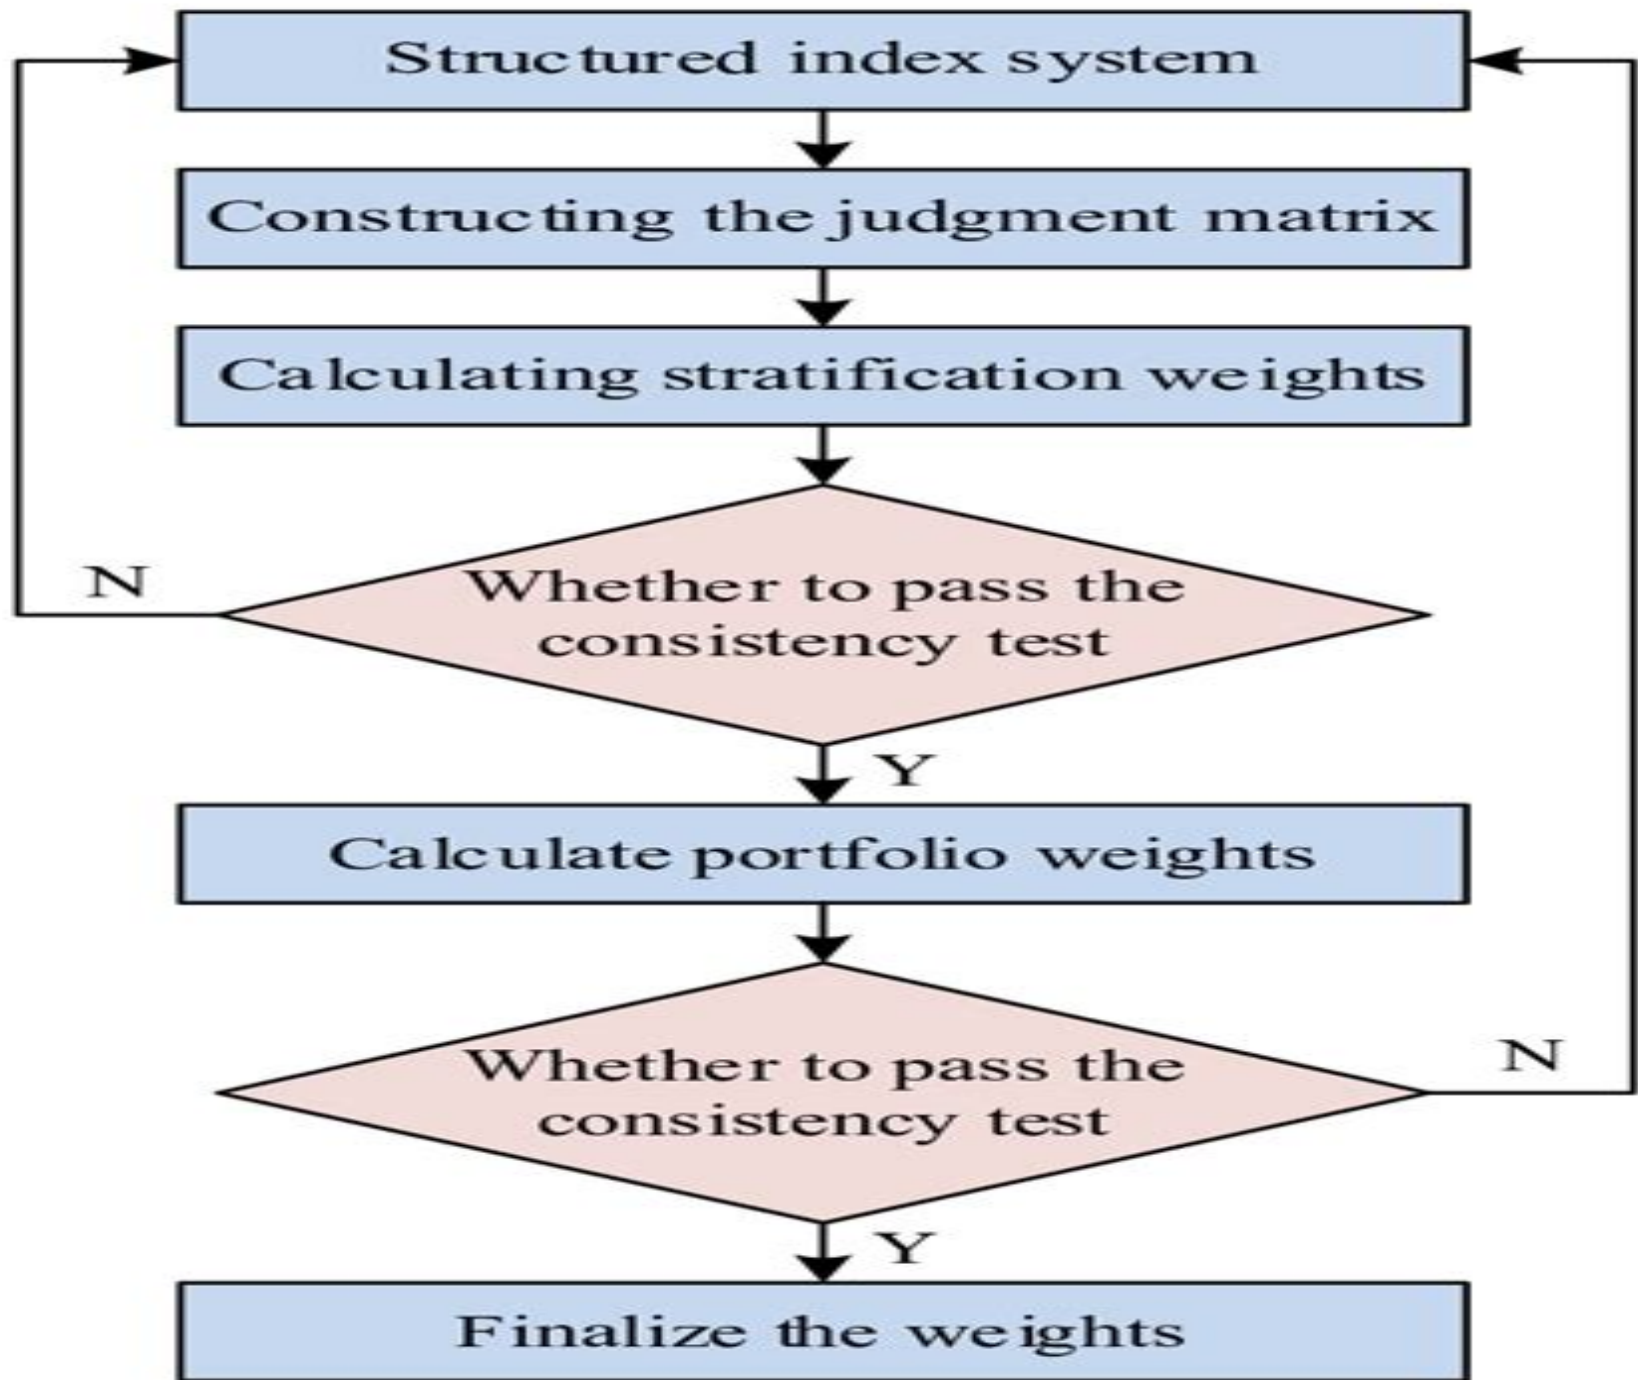 Structured index system
Constructing the judgment matrix
Calculating stratification weights
Whether to pass the
consistency test
N
Y
Calculate portfolio weights
Whether to pass the
consistency test
N
Y
Finalize the weights